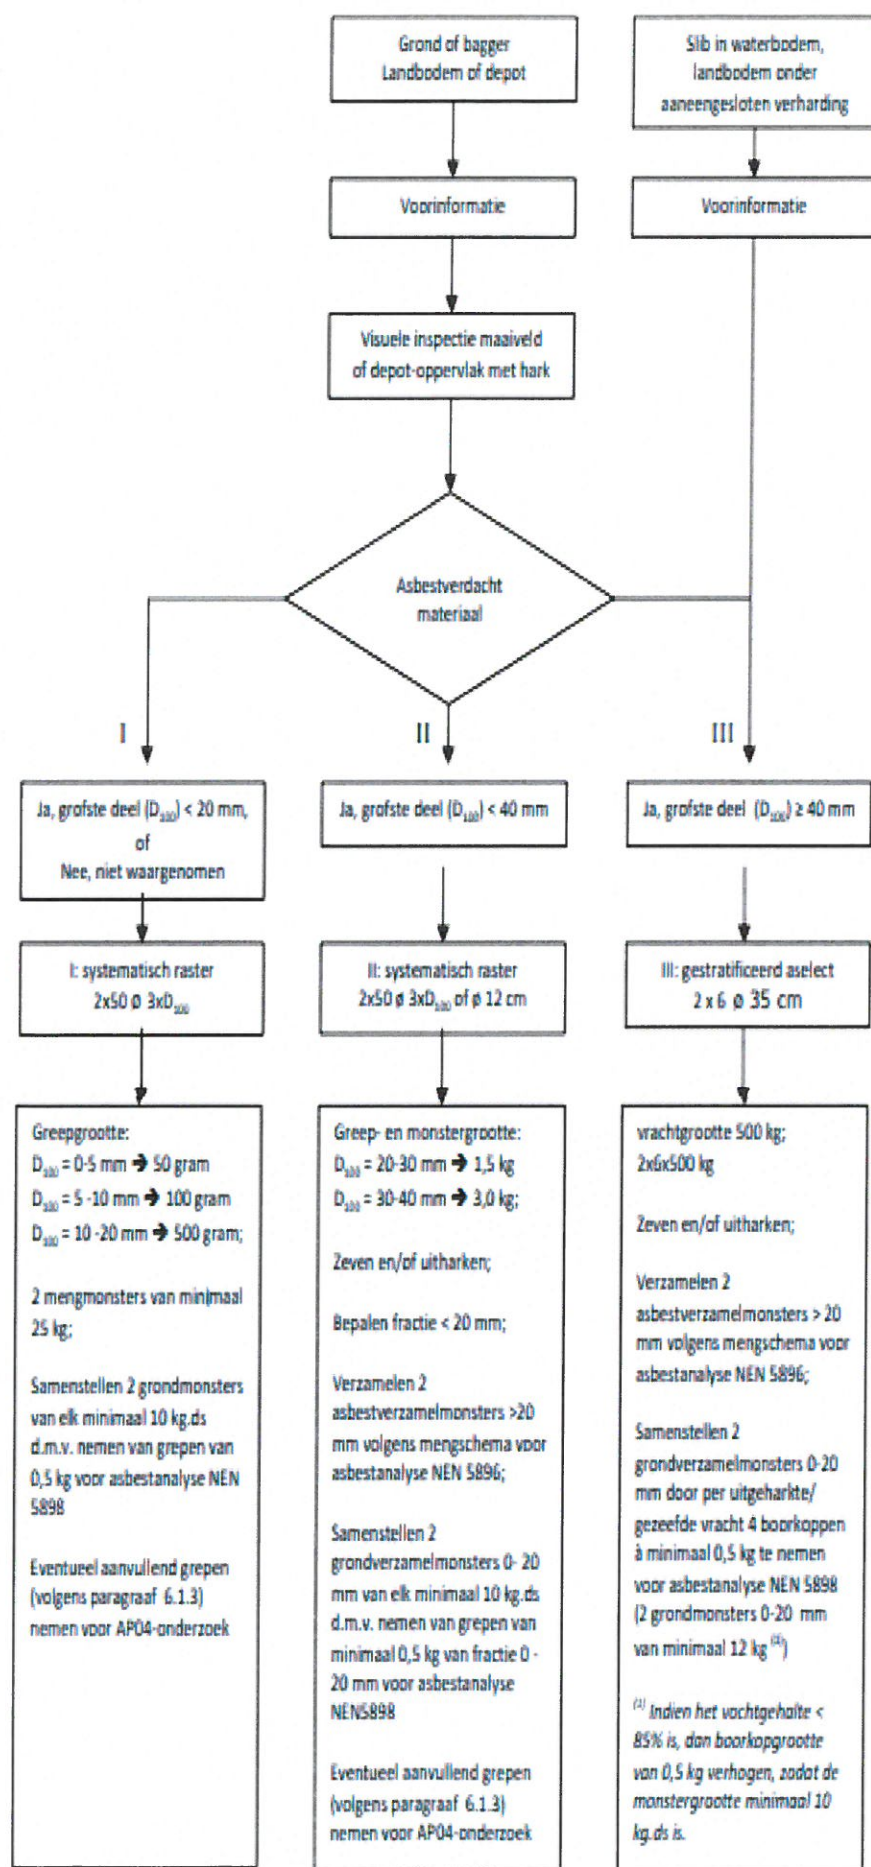 Grond of bagger
Landbodem of depot
Slib in waterbodem,
landbodem onder
aaneengesloten verharding
Voorinformatie
Voorinformatie
Visuele inspectie maaiveld
of depot-oppervlak met hark
Asbestverdacht
materiaal
I
II
III
Ja, grofste deel (D₁₀₀) < 20 mm,
of
Nee, niet waargenomen
Ja, grofste deel (D₁₀₀) < 40 mm
Ja, grofste deel (D₁₀₀) ≥ 40 mm
I: systematisch raster
2x50 ø 3xD₁₀₀
II: systematisch raster
2x50 ø 3xD₁₀₀ of ø 12 cm
III: gestratificeerd aselect
2 x 6 ø 35 cm
Greepgrootte:
D₁₀₀ = 0-5 mm ➔ 50 gram
D₁₀₀ = 5 -10 mm ➔ 100 gram
D₁₀₀ = 10 -20 mm ➔ 500 gram;
2 mengmonsters van minimaal
25 kg;
Samenstellen 2 grondmonsters
van elk minimaal 10 kg.ds
d.m.v. nemen van grepen van
0,5 kg voor asbestanalyse NEN
5898
Eventueel aanvullend grepen
(volgens paragraaf 6.1.3)
nemen voor AP04-onderzoek
Greep- en monstergrootte:
D₁₀₀ = 20-30 mm ➔ 1,5 kg
D₁₀₀ = 30-40 mm ➔ 3,0 kg;
Zeven en/of uitharken;
Bepalen fractie < 20 mm;
Verzamelen 2
asbestverzamelmonsters >20
mm volgens mengschema voor
asbestanalyse NEN 5896;
Samenstellen 2
grondverzamelmonsters 0- 20
mm van elk minimaal 10 kg.ds
d.m.v. nemen van grepen van
minimaal 0,5 kg van fractie 0 -
20 mm voor asbestanalyse
NEN5898
Eventueel aanvullend grepen
(volgens paragraaf 6.1.3)
nemen voor AP04-onderzoek
vrachtgrootte 500 kg;
2x6x500 kg
Zeven en/of uitharken;
Verzamelen 2
asbestverzamelmonsters > 20
mm volgens mengschema voor
asbestanalyse NEN 5896;
Samenstellen 2
grondverzamelmonsters 0-20
mm door per uitgeharkte/
gezeefde vracht 4 boorkoppen
à minimaal 0,5 kg te nemen
voor asbestanalyse NEN 5898
(2 grondmonsters 0-20 mm
van minimaal 12 kg ⁽¹⁾)
⁽¹⁾ Indien het vochtgehalte <
85% is, dan boorkopgrootte
van 0,5 kg verhogen, zodat de
monstergrootte minimaal 10
kg.ds is.